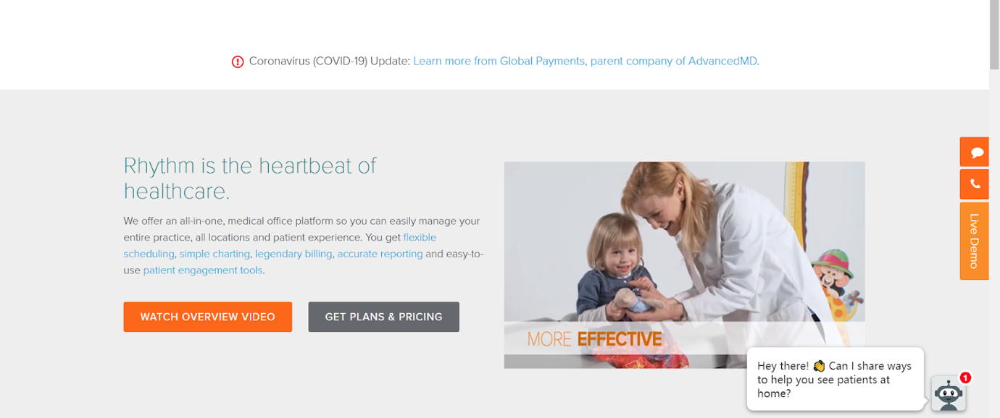 Coronavirus (COVID-19) Update: Learn more from Global Payments, parent company of AdvancedMD.
Rhythm is the heartbeat of
healthcare.
We offer an all-in-one, medical office platform so you can easily manage your
entire practice, all locations and patient experience. You get flexible
scheduling, simple charting, legendary billing, accurate reporting and easy-to-
use patient engagement tools.
WATCH OVERVIEW VIDEO
GET PLANS & PRICING
MORE EFFECTIVE
Live Demo
Hey there! 👋 Can I share ways
to help you see patients at
home?
1